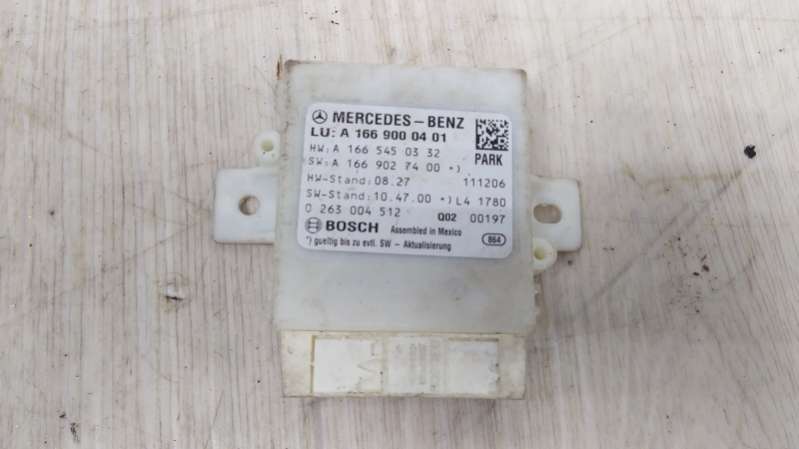 MERCEDES-BENZ
LU: A 166 900 04 01
HW: A 166 545 03 32 PARK
SW: A 166 902 74 00 *)
HW-Stand: 08.27 111206
SW-Stand: 10.47.00 *) L4 1780
0 263 004 512 Q02 00197
BOSCH Assembled in Mexico
*) gueltig bis zu evtl. SW - Aktualisierung 864